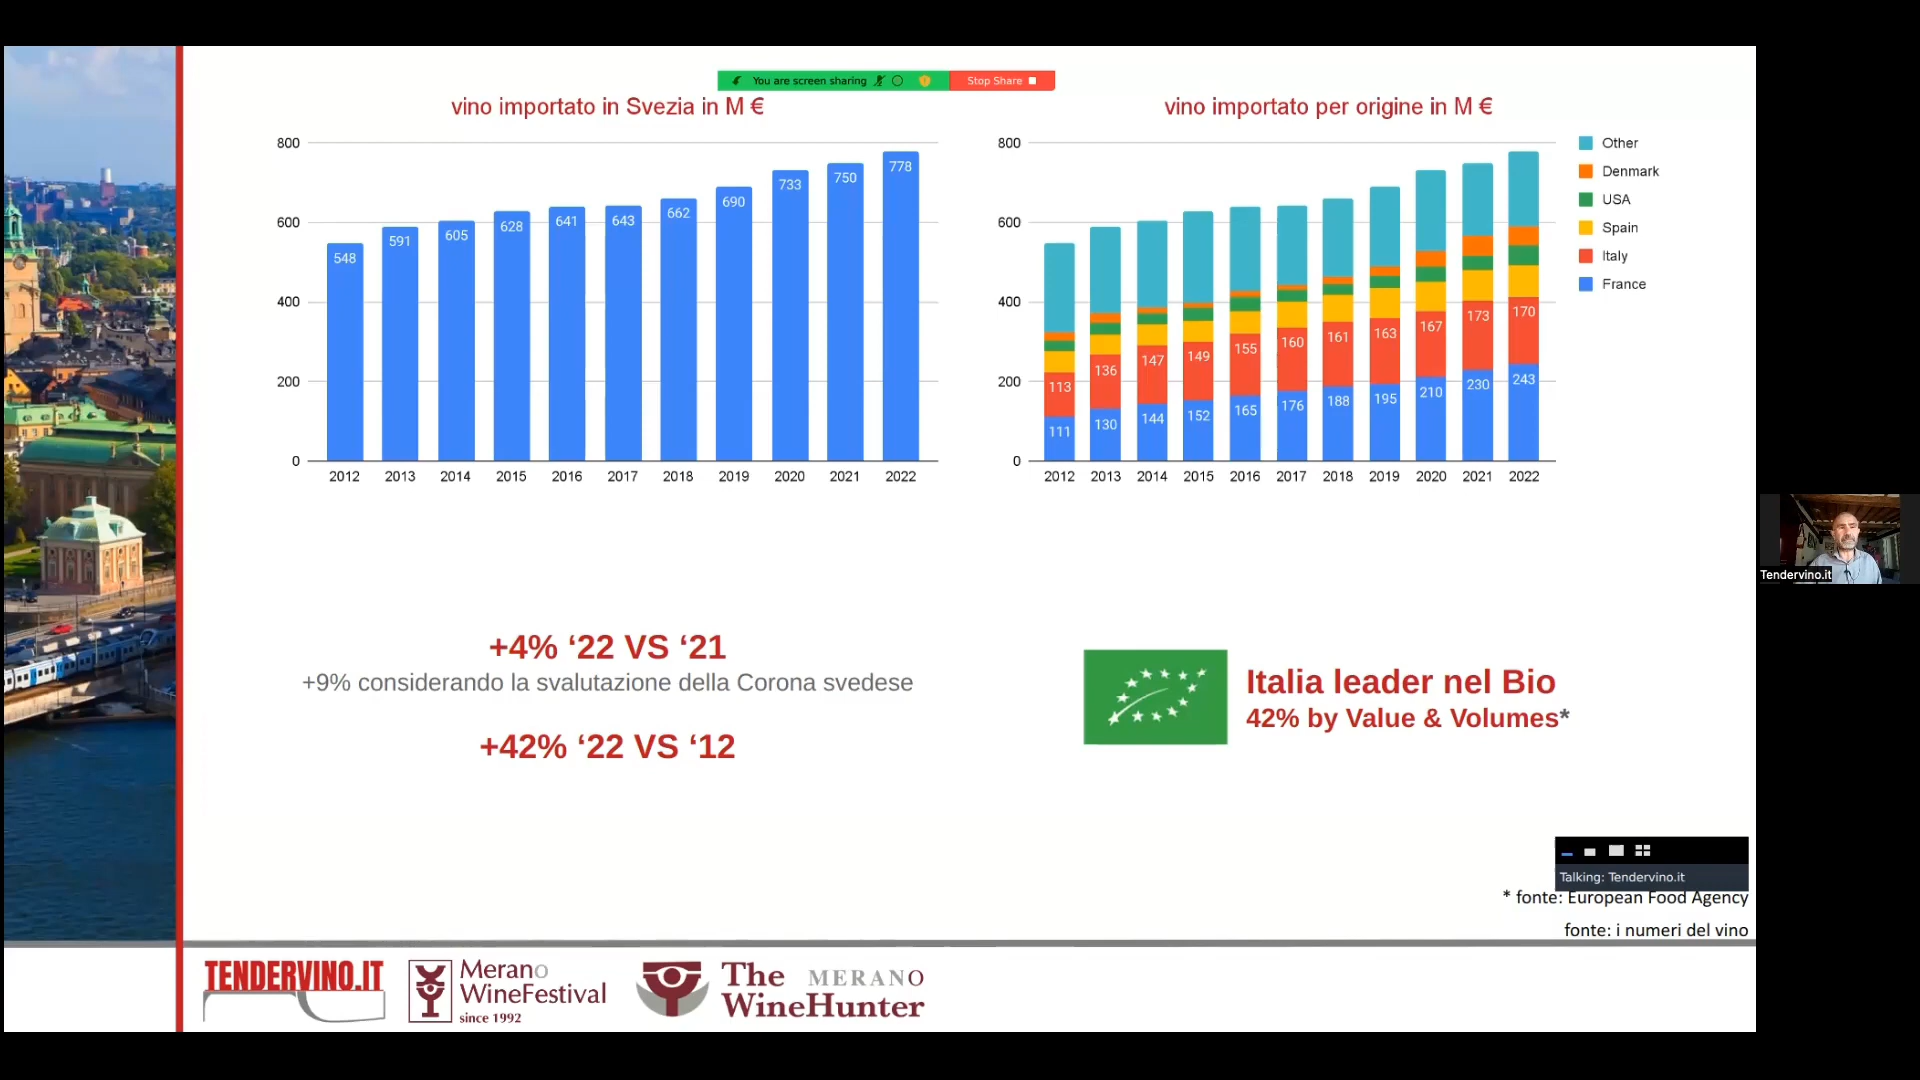 You are screen sharing
Stop Share
vino importato in Svezia in M €
800
600
400
200
0
548
591
605
628
641
643
662
690
733
750
778
2012
2013
2014
2015
2016
2017
2018
2019
2020
2021
2022
vino importato per origine in M €
800
600
400
200
0
113
136
147
149
155
160
161
163
167
173
170
111
130
144
152
165
176
188
195
210
230
243
2012
2013
2014
2015
2016
2017
2018
2019
2020
2021
2022
Other
Denmark
USA
Spain
Italy
France
+4% ‘22 VS ‘21
+9% considerando la svalutazione della Corona svedese
+42% ‘22 VS ‘12
Italia leader nel Bio
42% by Value & Volumes*
Tendervino.it
Talking: Tendervino.it
* fonte: European Food Agency
fonte: i numeri del vino
TENDERVINO.IT
Merano
WineFestival
since 1992
The MERANO
WineHunter